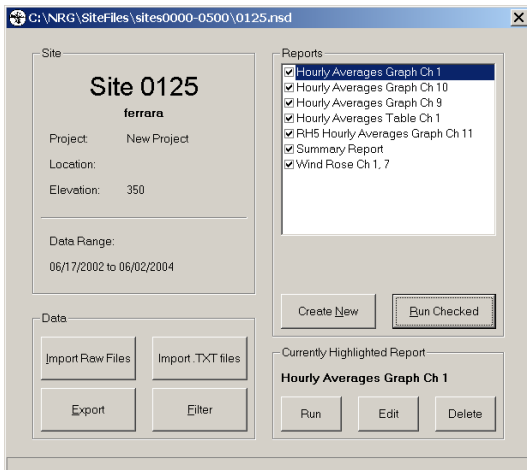 C:\NRG\SiteFiles\sites0000-0500\0125.nsd
Site
Site 0125
ferrara
Project: New Project
Location:
Elevation: 350
Data Range:
06/17/2002 to 06/02/2004
Data
Import Raw Files
Import .TXT files
Export
Filter
Reports
Hourly Averages Graph Ch 1
Hourly Averages Graph Ch 10
Hourly Averages Graph Ch 9
Hourly Averages Table Ch 1
RH5 Hourly Averages Graph Ch 11
Summary Report
Wind Rose Ch 1, 7
Create New
Run Checked
Currently Highlighted Report
Hourly Averages Graph Ch 1
Run
Edit
Delete